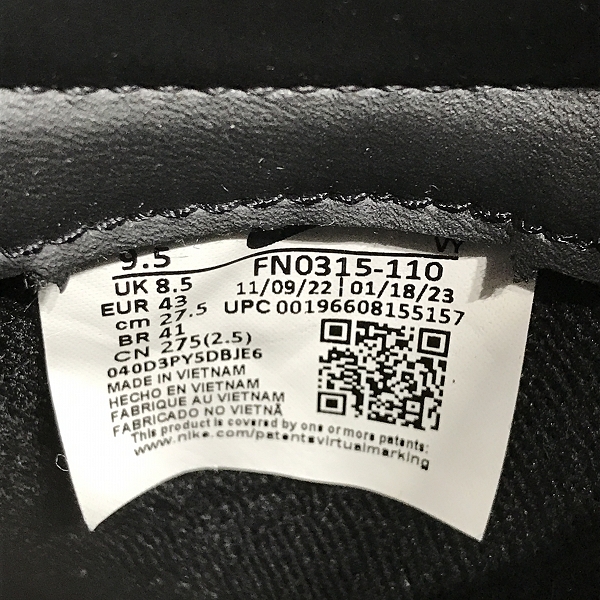 9.5
VY
FN0315-110
UK 8.5
11/09/22 | 01/18/23
EUR 43
UPC 00196608155157
cm 27.5
BR 41
CN 275(2.5)
040D3PY5DBJE6
MADE IN VIETNAM
HECHO EN VIETNAM
FABRIQUE AU VIETNAM
FABRICADO NO VIETNAM
This product is covered by one or more patents:
www.nike.com/patentsvirtualmarking